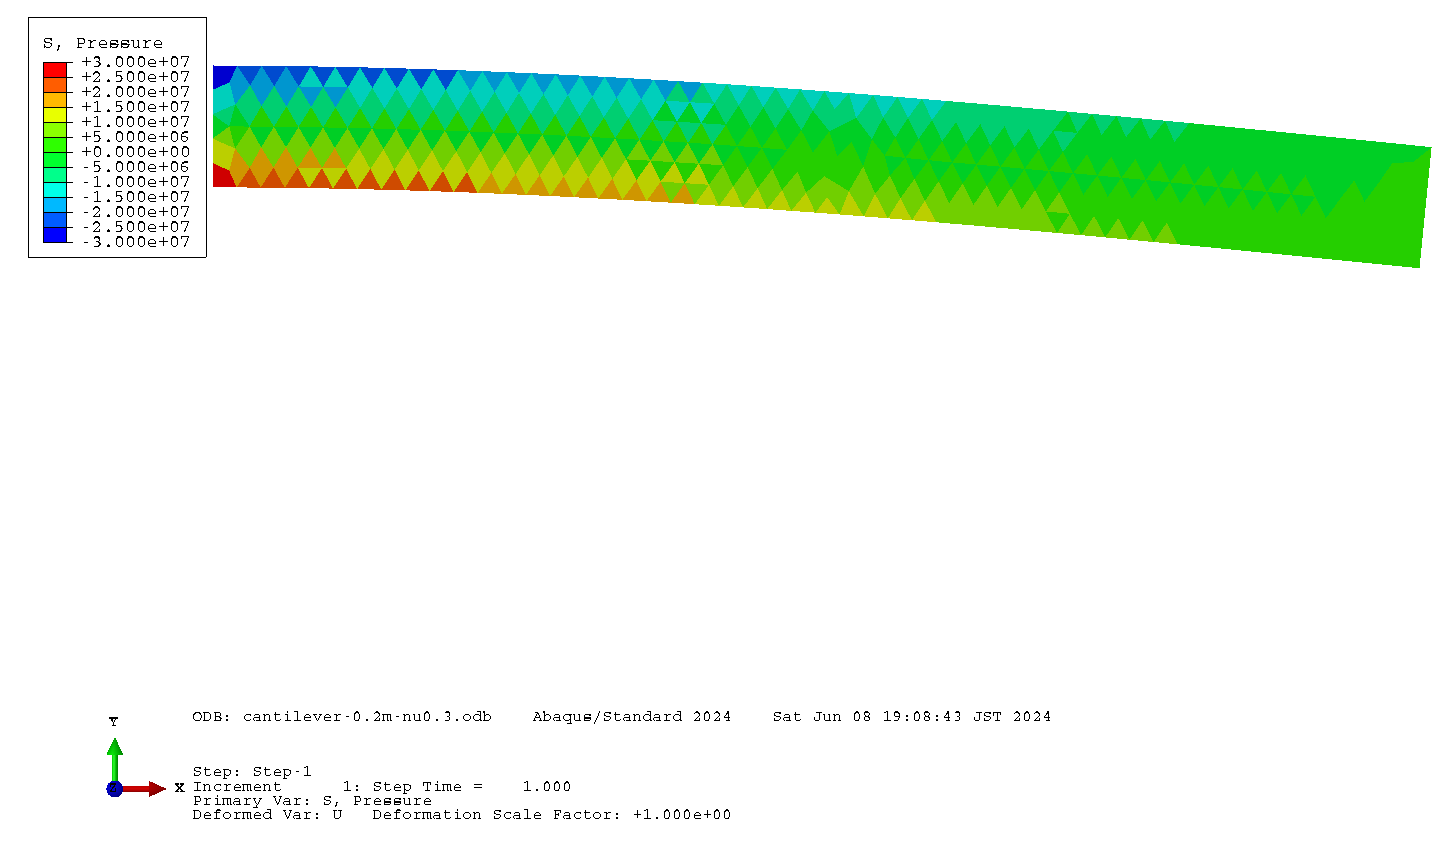 S, Pressure
+3.000e+07
+2.500e+07
+2.000e+07
+1.500e+07
+1.000e+07
+5.000e+06
+0.000e+00
-5.000e+06
-1.000e+07
-1.500e+07
-2.000e+07
-2.500e+07
-3.000e+07
Y
X
ODB: cantilever-0.2m-nu0.3.odb    Abaqus/Standard 2024    Sat Jun 08 19:08:43 JST 2024
Step: Step-1
Increment      1: Step Time =    1.000
Primary Var: S, Pressure
Deformed Var: U   Deformation Scale Factor: +1.000e+00